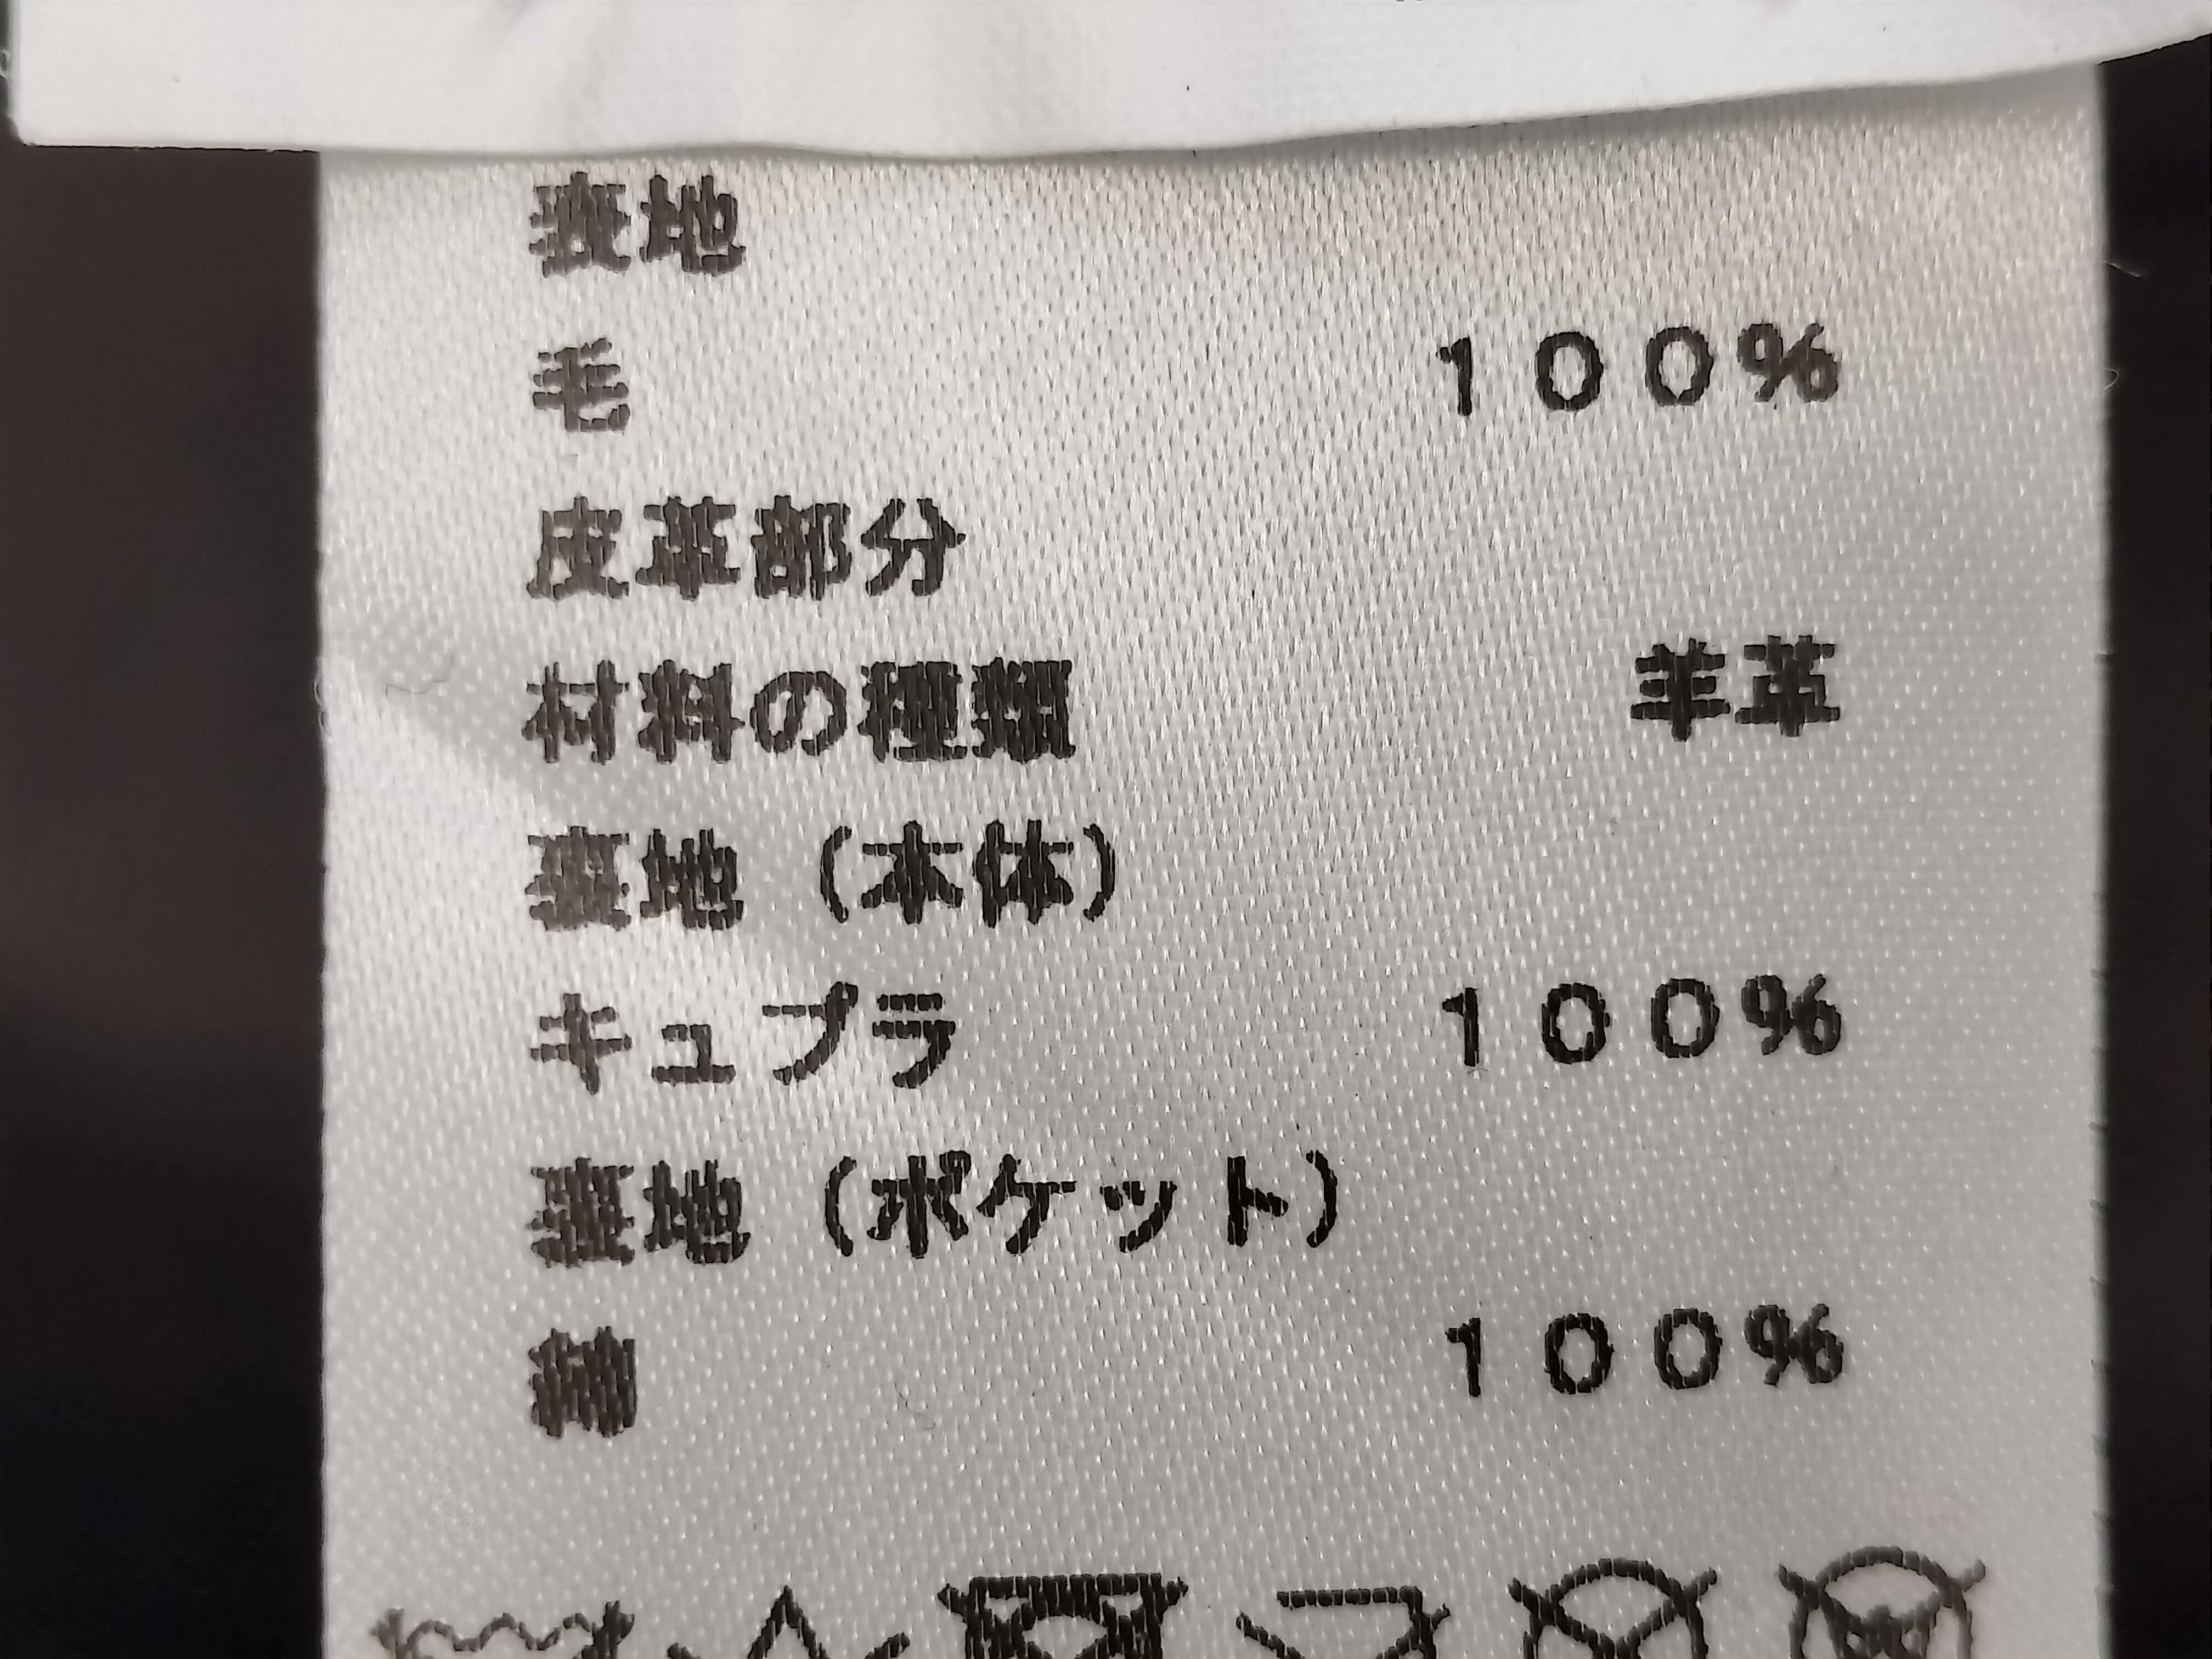 表地
毛 100%
皮革部分
材料の種類 羊革
裏地 (本体)
キュプラ 100%
裏地 (ポケット)
綿 100%